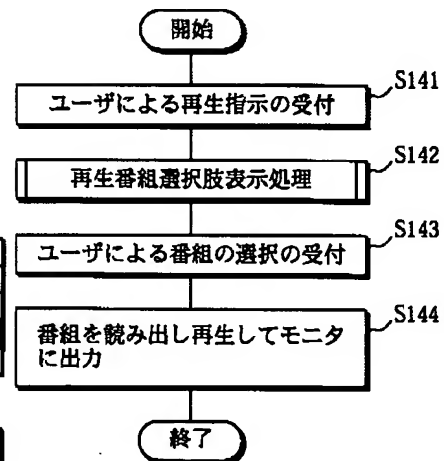 開始
S141
ユーザによる再生指示の受付
S142
再生番組選択肢表示処理
S143
ユーザによる番組の選択の受付
S144
番組を読み出し再生してモニタ
に出力
終了